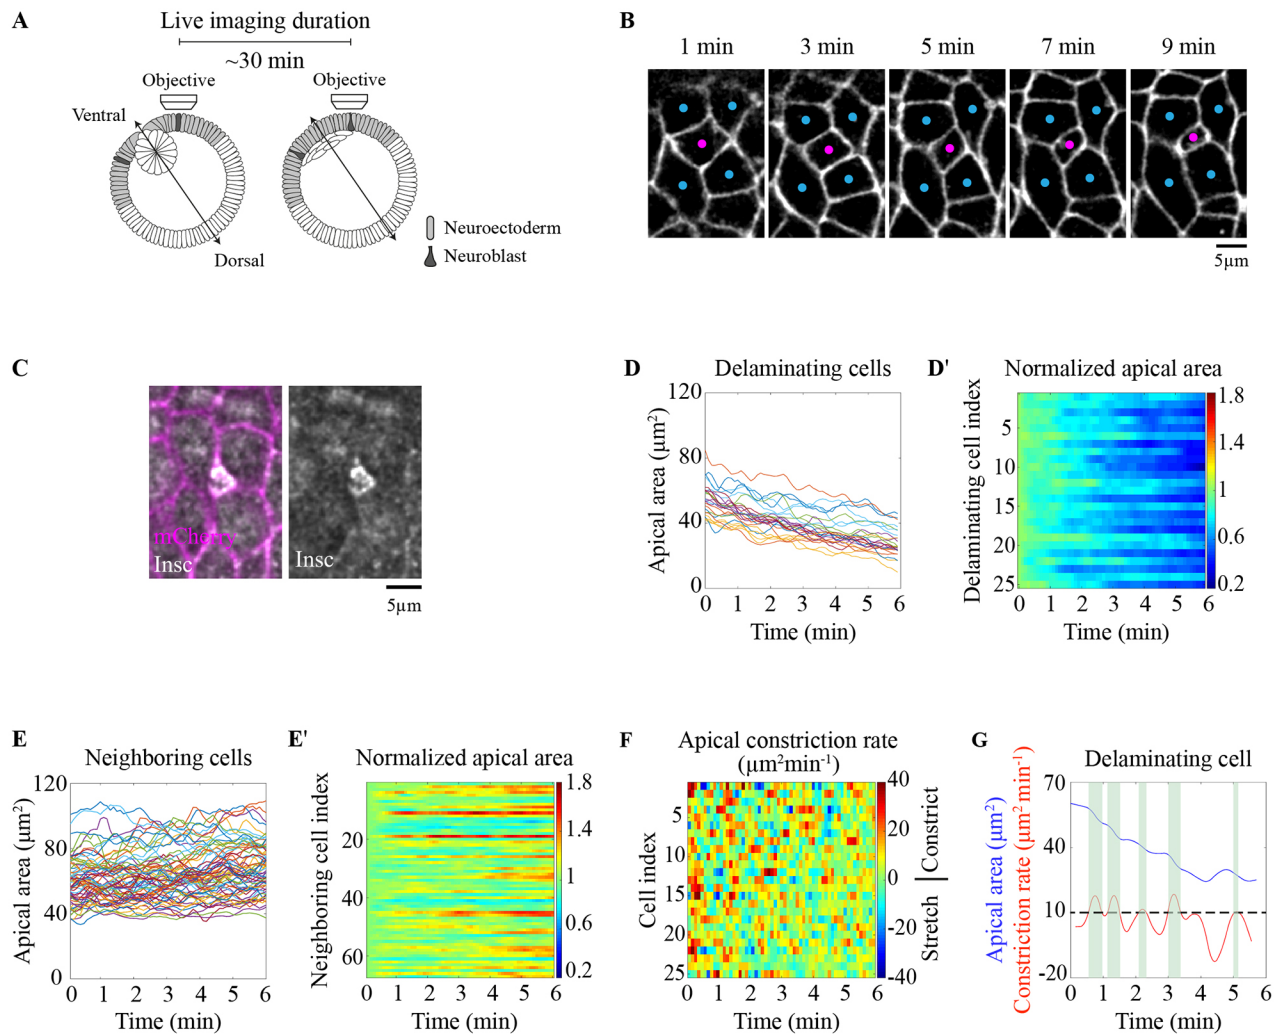 A
Live imaging duration
~30 min
Objective
Objective
Ventral
Dorsal
Neuroectoderm
Neuroblast
B
1 min
3 min
5 min
7 min
9 min
5μm
C
mCherry
Insc
Insc
5μm
D
Delaminating cells
120
80
40
0
Apical area (μm²)
0 1 2 3 4 5 6
Time (min)
D'
Normalized apical area
Delaminating cell index
5
10
15
20
25
0 1 2 3 4 5 6
Time (min)
1.8
1.4
1
0.6
0.2
E
Neighboring cells
120
80
40
0
Apical area (μm²)
0 1 2 3 4 5 6
Time (min)
E'
Normalized apical area
Neighboring cell index
20
40
60
0 1 2 3 4 5 6
Time (min)
1.8
1.4
1
0.6
0.2
F
Apical constriction rate
(μm²min⁻¹)
Cell index
5
10
15
20
25
0 1 2 3 4 5 6
Time (min)
40
20
0
-20
-40
Stretch | Constrict
G
Delaminating cell
Apical area (μm²)
Constriction rate (μm² min⁻¹)
70
40
10
-20
0 1 2 3 4 5 6
Time (min)